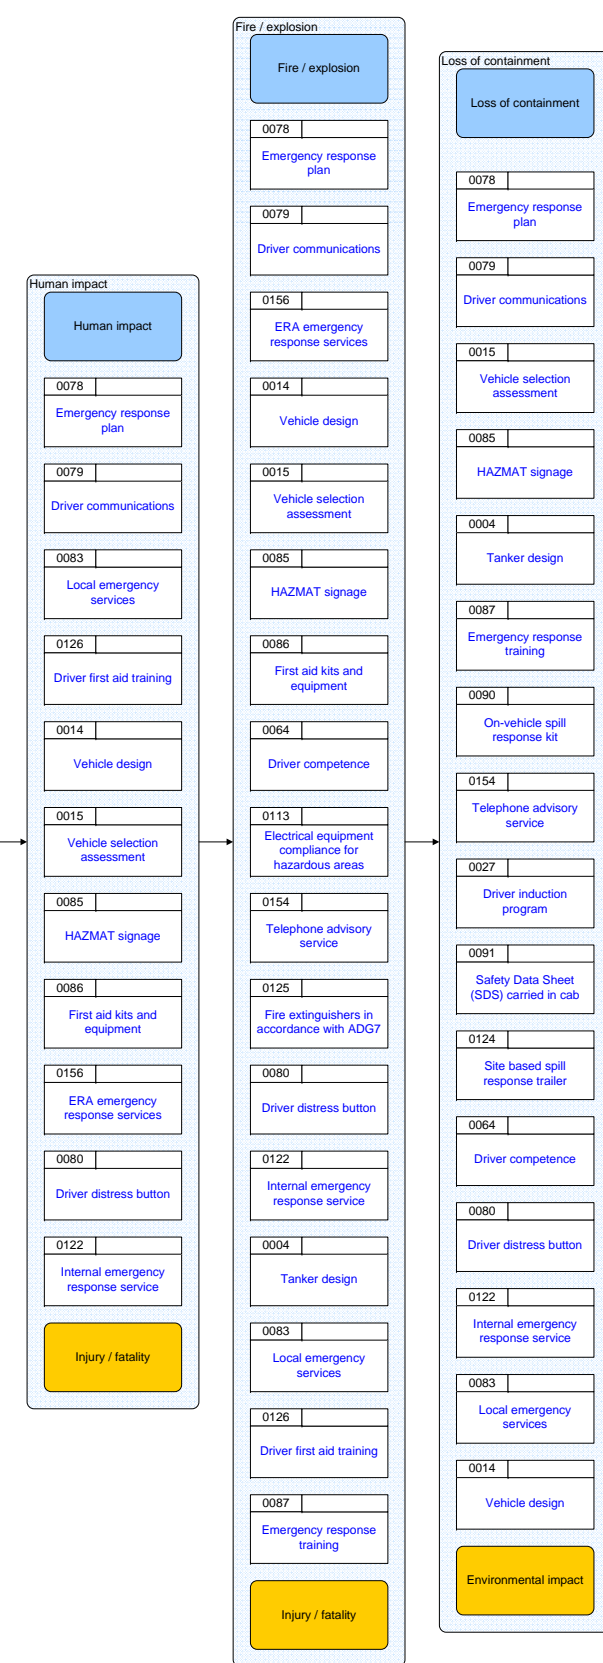 Human impact
Human impact
0078
Emergency response
plan
0079
Driver communications
0083
Local emergency
services
0126
Driver first aid training
0014
Vehicle design
0015
Vehicle selection
assessment
0085
HAZMAT signage
0086
First aid kits and
equipment
0156
ERA emergency
response services
0080
Driver distress button
0122
Internal emergency
response service
Injury / fatality
Fire / explosion
Fire / explosion
0078
Emergency response
plan
0079
Driver communications
0156
ERA emergency
response services
0014
Vehicle design
0015
Vehicle selection
assessment
0085
HAZMAT signage
0086
First aid kits and
equipment
0064
Driver competence
0113
Electrical equipment
compliance for
hazardous areas
0154
Telephone advisory
service
0125
Fire extinguishers in
accordance with ADG7
0080
Driver distress button
0122
Internal emergency
response service
0004
Tanker design
0083
Local emergency
services
0126
Driver first aid training
0087
Emergency response
training
Injury / fatality
Loss of containment
Loss of containment
0078
Emergency response
plan
0079
Driver communications
0015
Vehicle selection
assessment
0085
HAZMAT signage
0004
Tanker design
0087
Emergency response
training
0090
On-vehicle spill
response kit
0154
Telephone advisory
service
0027
Driver induction
program
0091
Safety Data Sheet
(SDS) carried in cab
0124
Site based spill
response trailer
0064
Driver competence
0080
Driver distress button
0122
Internal emergency
response service
0083
Local emergency
services
0014
Vehicle design
Environmental impact